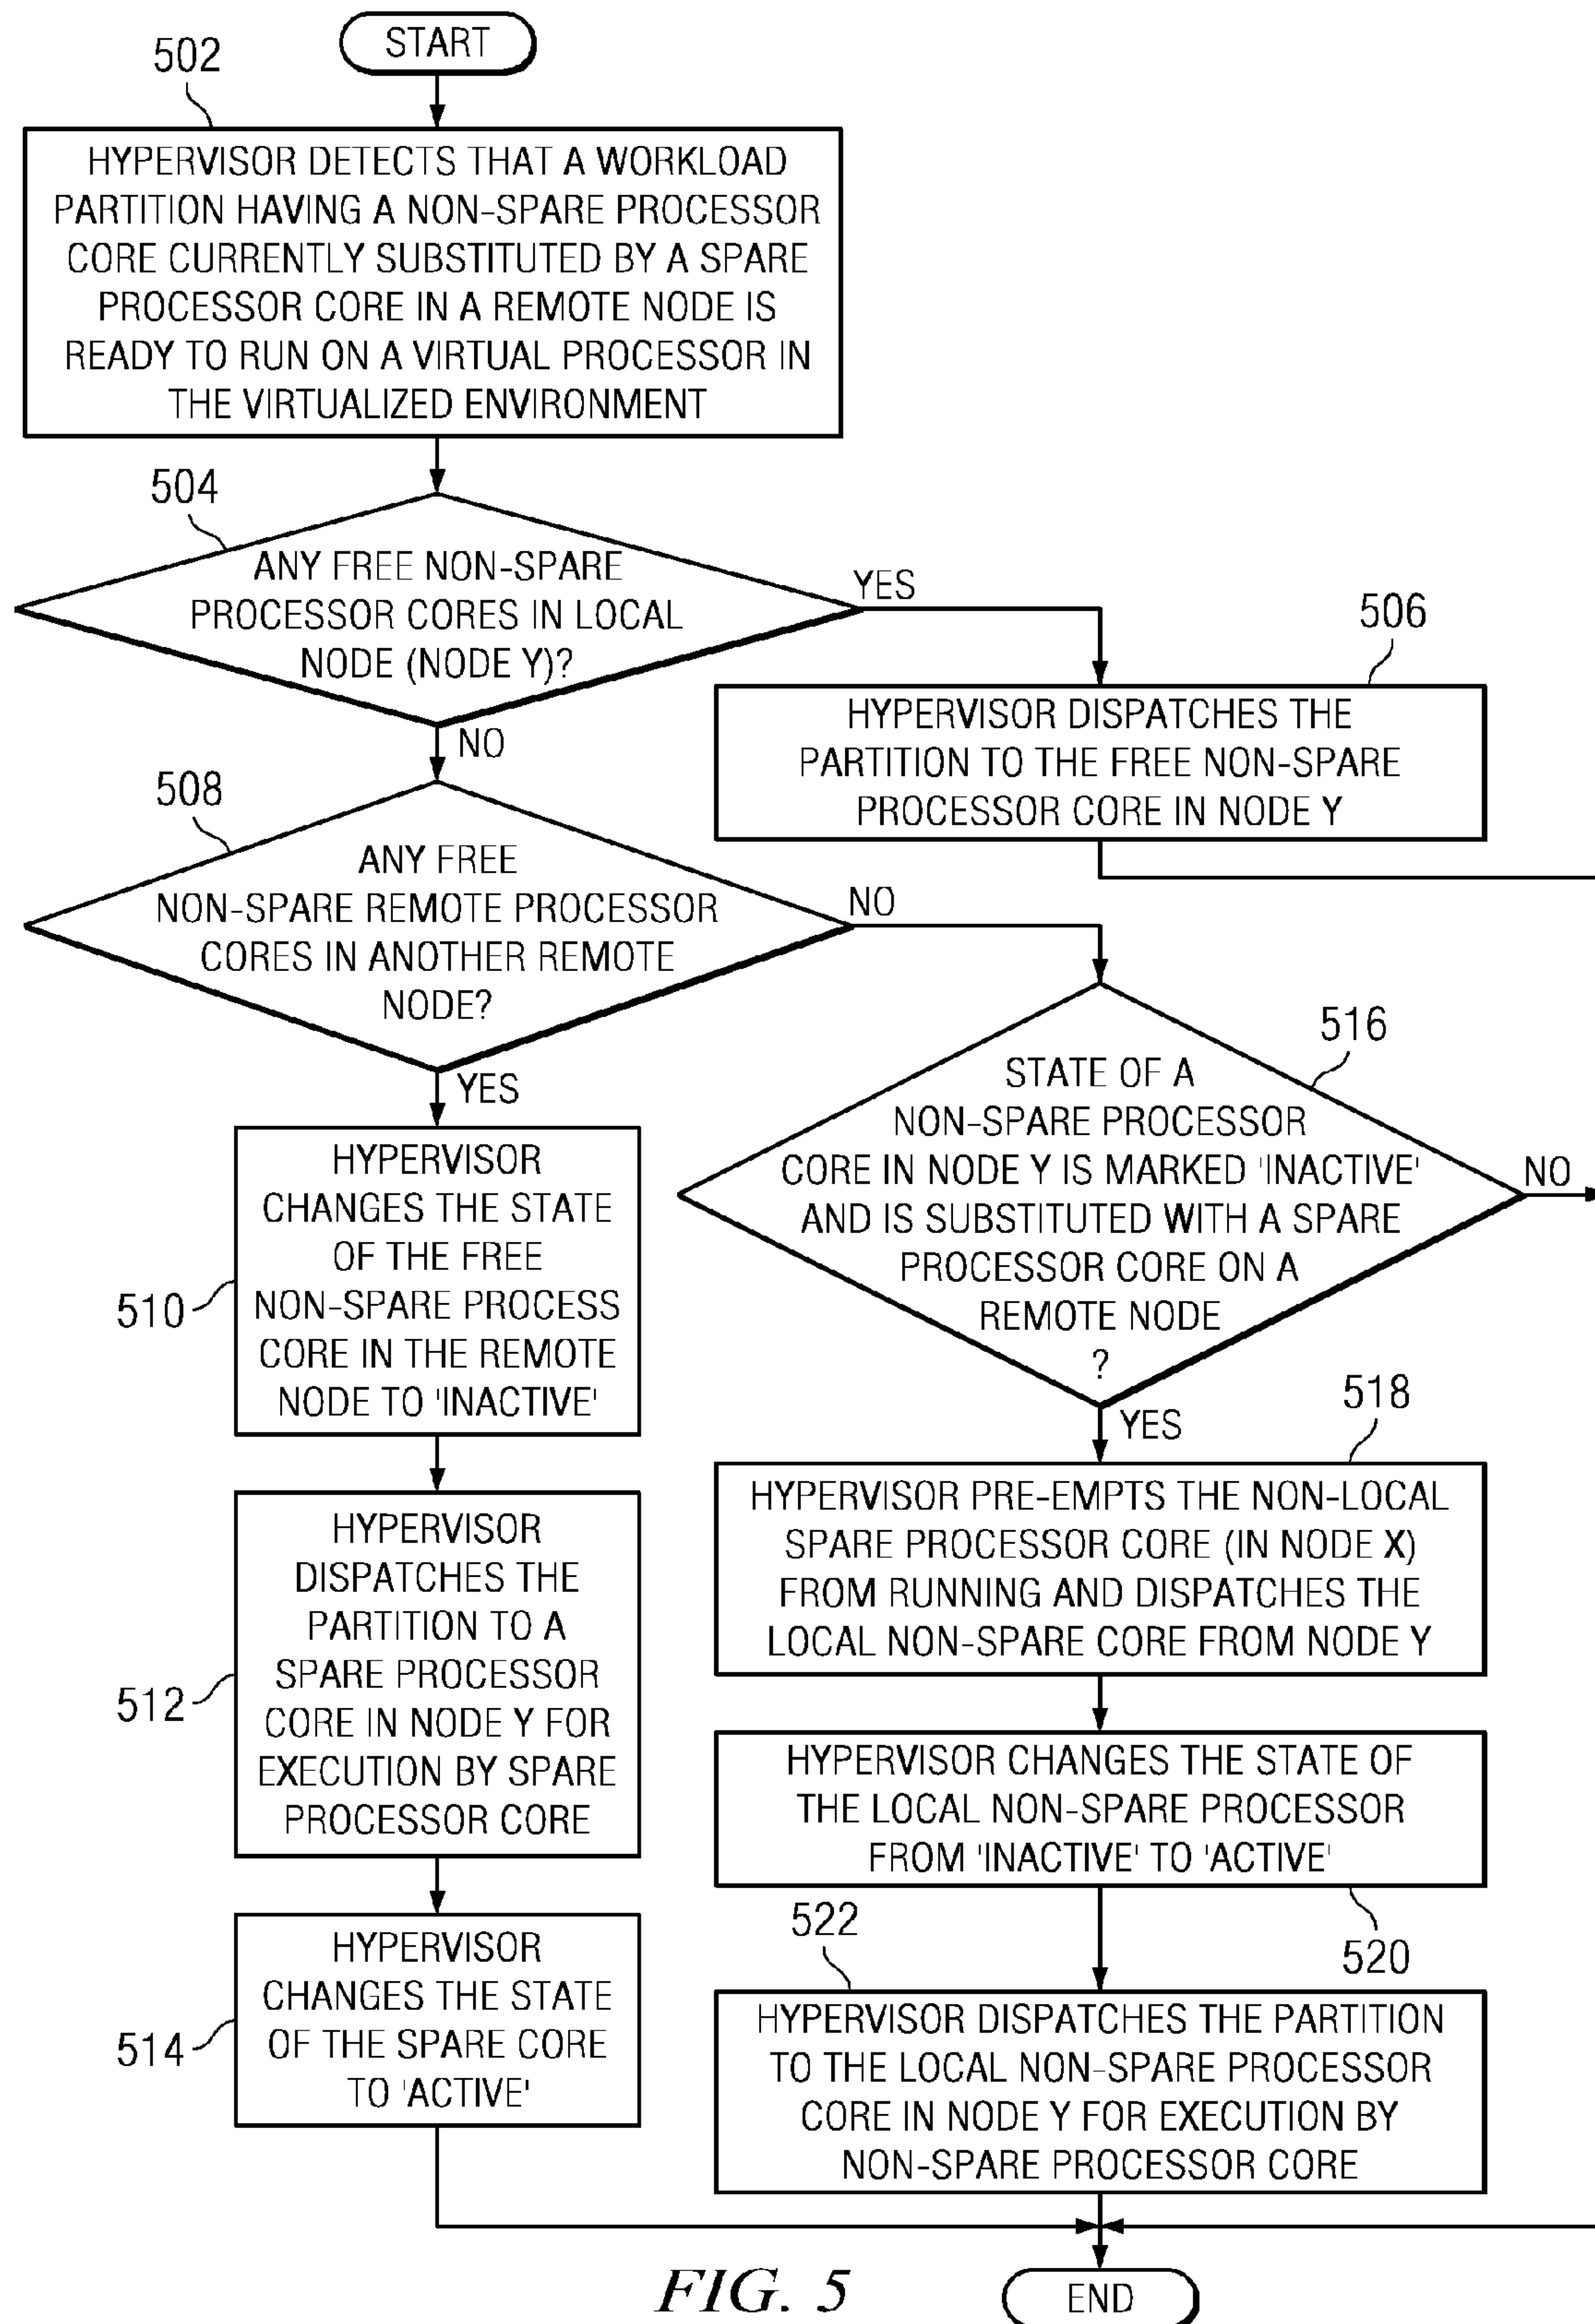 START
502
HYPERVISOR DETECTS THAT A WORKLOAD
PARTITION HAVING A NON-SPARE PROCESSOR
CORE CURRENTLY SUBSTITUTED BY A SPARE
PROCESSOR CORE IN A REMOTE NODE IS
READY TO RUN ON A VIRTUAL PROCESSOR IN
THE VIRTUALIZED ENVIRONMENT
504
ANY FREE NON-SPARE
PROCESSOR CORES IN LOCAL
NODE (NODE Y)?
YES
NO
506
HYPERVISOR DISPATCHES THE
PARTITION TO THE FREE NON-SPARE
PROCESSOR CORE IN NODE Y
508
ANY FREE
NON-SPARE REMOTE PROCESSOR
CORES IN ANOTHER REMOTE
NODE?
NO
YES
510
HYPERVISOR
CHANGES THE STATE
OF THE FREE
NON-SPARE PROCESS
CORE IN THE REMOTE
NODE TO 'INACTIVE'
512
HYPERVISOR
DISPATCHES THE
PARTITION TO A
SPARE PROCESSOR
CORE IN NODE Y FOR
EXECUTION BY SPARE
PROCESSOR CORE
514
HYPERVISOR
CHANGES THE STATE
OF THE SPARE CORE
TO 'ACTIVE'
516
STATE OF A
NON-SPARE PROCESSOR
CORE IN NODE Y IS MARKED 'INACTIVE'
AND IS SUBSTITUTED WITH A SPARE
PROCESSOR CORE ON A
REMOTE NODE
?
NO
YES
518
HYPERVISOR PRE-EMPTS THE NON-LOCAL
SPARE PROCESSOR CORE (IN NODE X)
FROM RUNNING AND DISPATCHES THE
LOCAL NON-SPARE CORE FROM NODE Y
HYPERVISOR CHANGES THE STATE OF
THE LOCAL NON-SPARE PROCESSOR
FROM 'INACTIVE' TO 'ACTIVE'
520
522
HYPERVISOR DISPATCHES THE PARTITION
TO THE LOCAL NON-SPARE PROCESSOR
CORE IN NODE Y FOR EXECUTION BY
NON-SPARE PROCESSOR CORE
END
FIG. 5